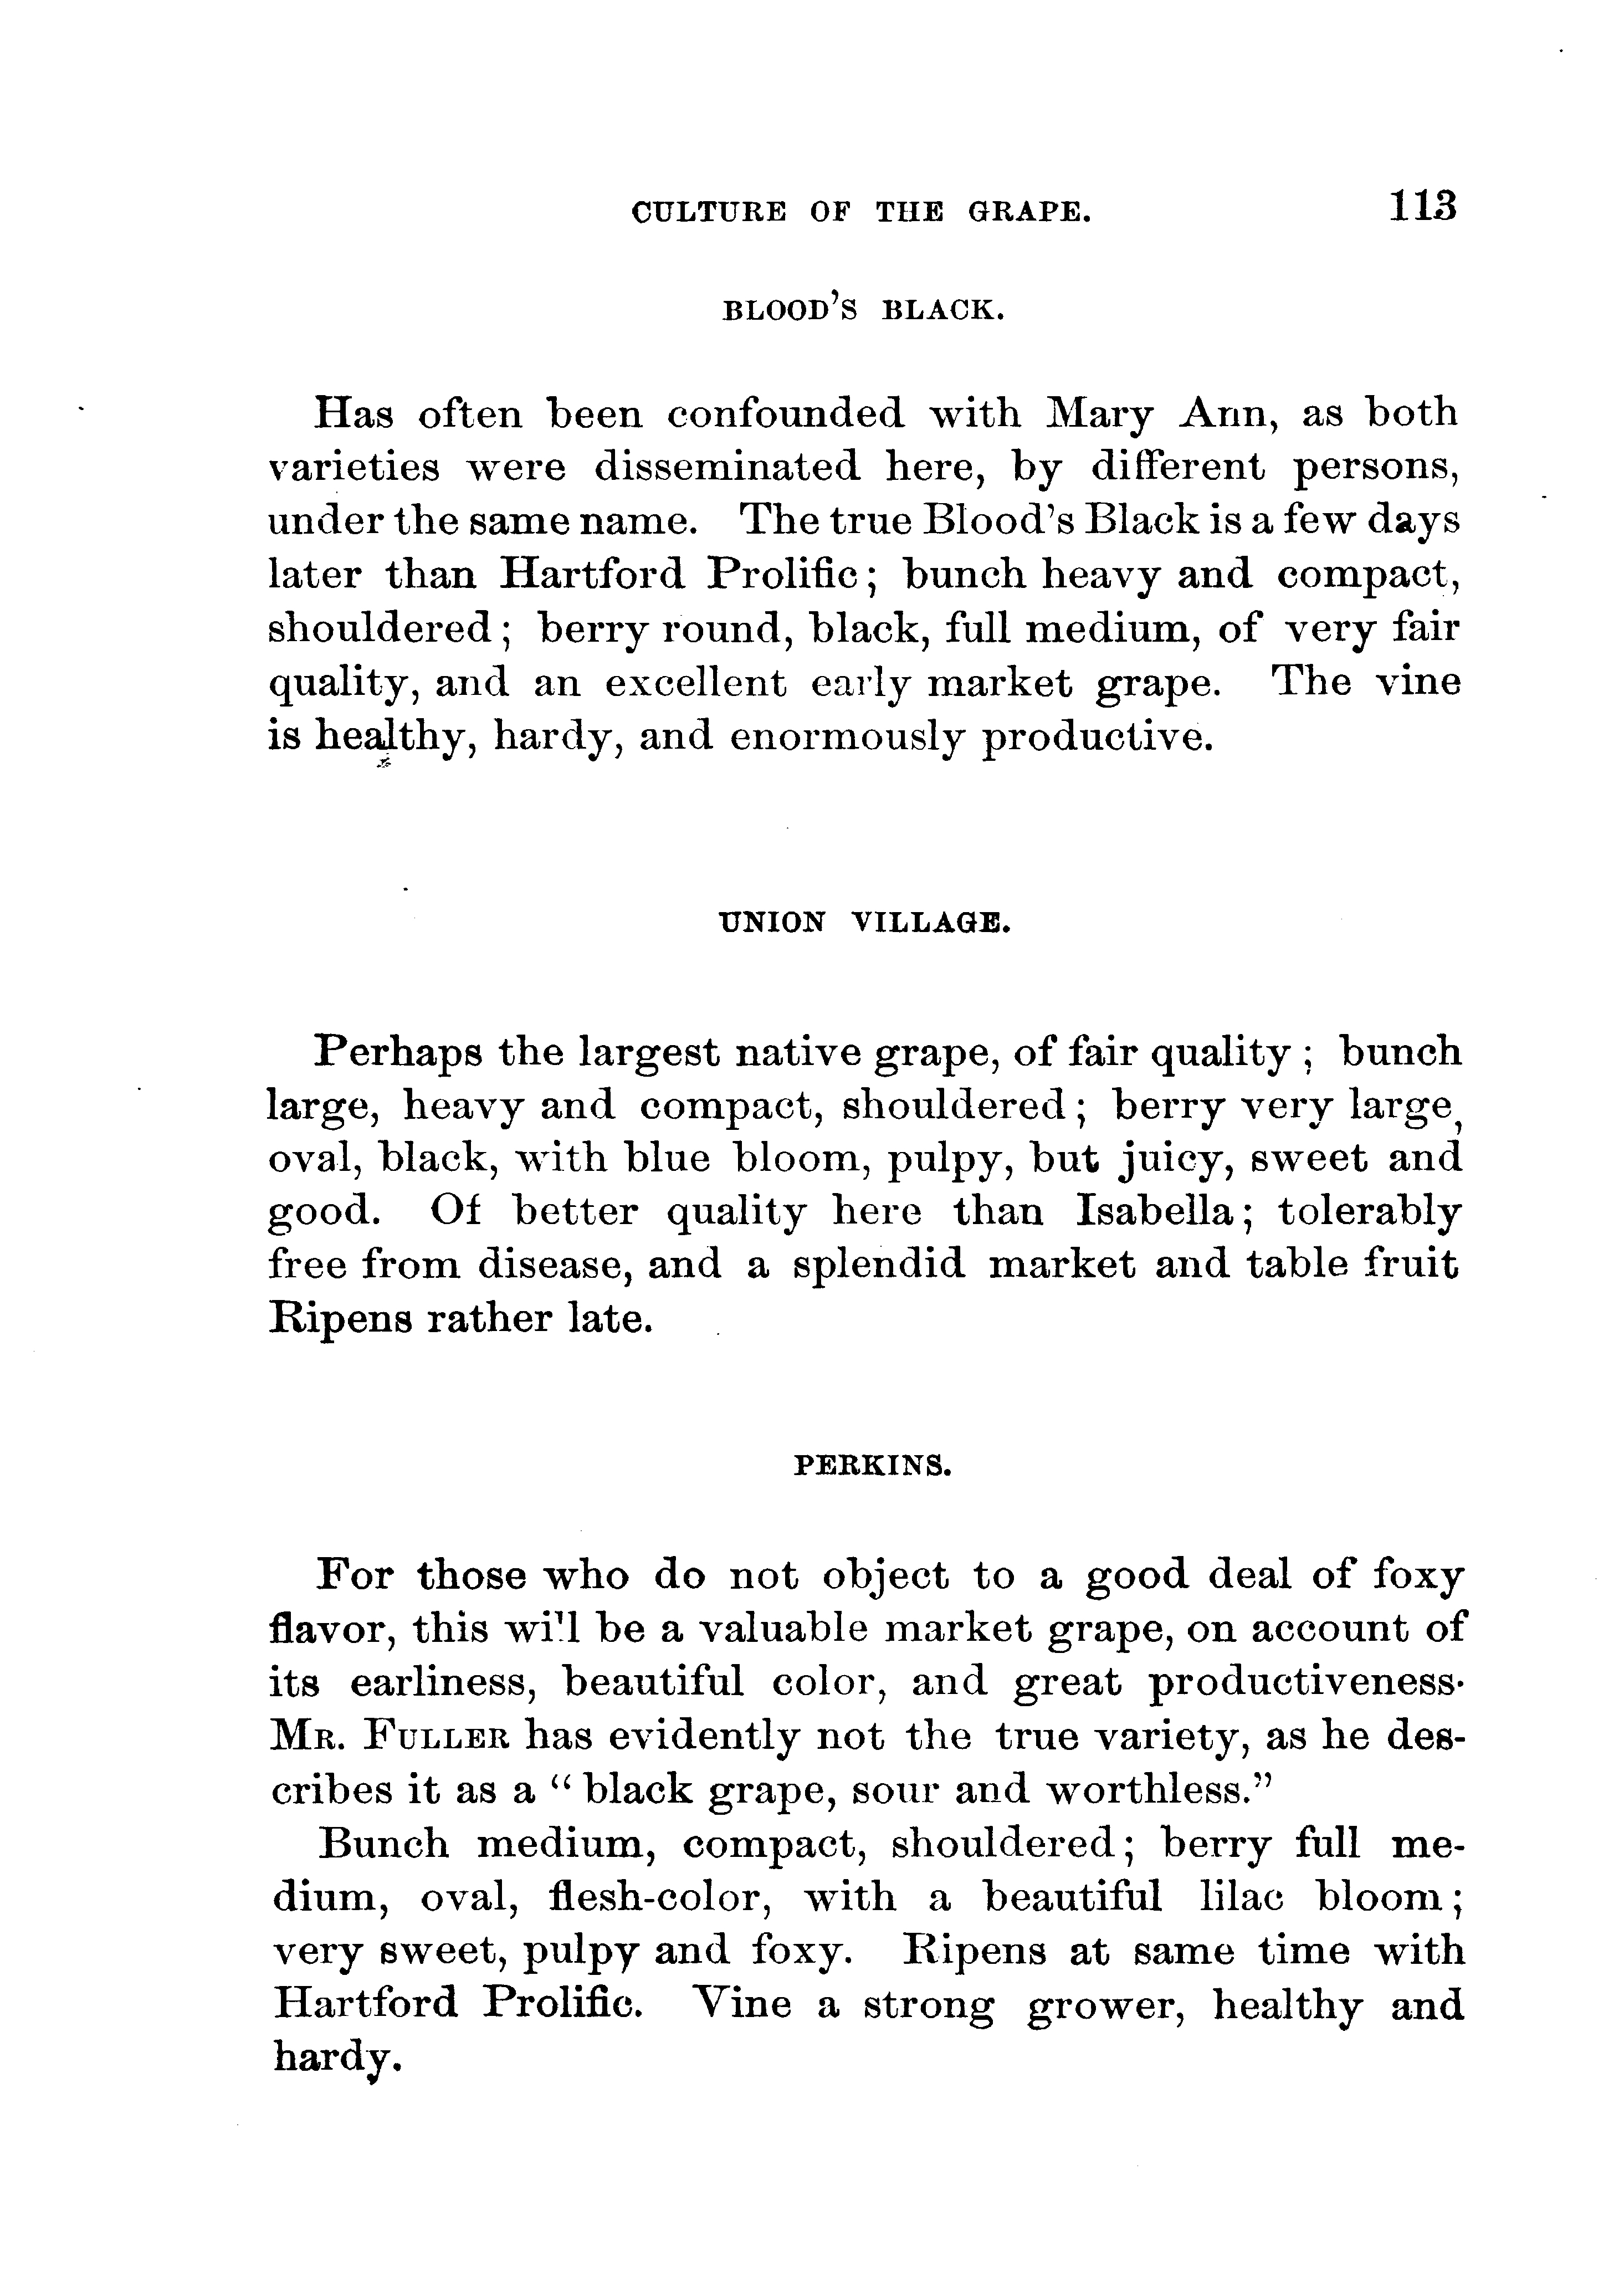 CULTURE OF THE GRAPE. 113
BLOOD'S BLACK.
Has often been confounded with Mary Ann, as both
varieties were disseminated here, by different persons,
under the same name. The true Blood's Black is a few days
later than Hartford Prolific; bunch heavy and compact,
shouldered; berry round, black, full medium, of very fair
quality, and an excellent early market grape. The vine
is healthy, hardy, and enormously productive.
UNION VILLAGE.
Perhaps the largest native grape, of fair quality; bunch
large, heavy and compact, shouldered; berry very large,
oval, black, with blue bloom, pulpy, but juicy, sweet and
good. Of better quality here than Isabella; tolerably
free from disease, and a splendid market and table fruit
Ripens rather late.
PERKINS.
For those who do not object to a good deal of foxy
flavor, this will be a valuable market grape, on account of
its earliness, beautiful color, and great productiveness.
MR. FULLER has evidently not the true variety, as he des-
cribes it as a "black grape, sour and worthless."
Bunch medium, compact, shouldered; berry full me-
dium, oval, flesh-color, with a beautiful lilac bloom;
very sweet, pulpy and foxy. Ripens at same time with
Hartford Prolific. Vine a strong grower, healthy and
hardy.